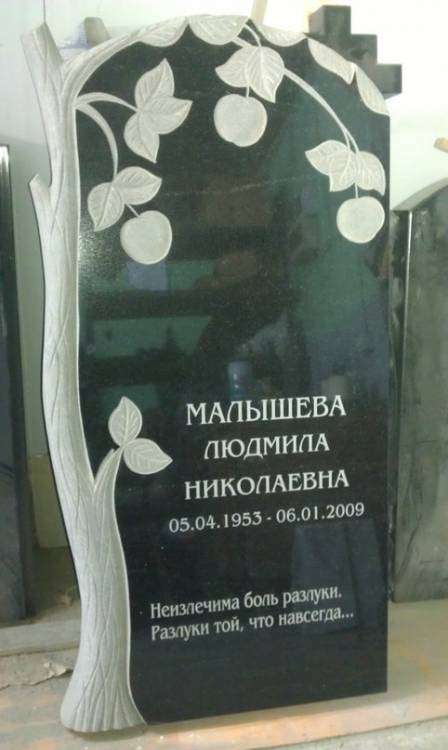 МАЛЫШЕВА
ЛЮДМИЛА
НИКОЛАЕВНА
05.04.1953 - 06.01.2009
Неизлечима боль разлуки.
Разлуки той, что навсегда...